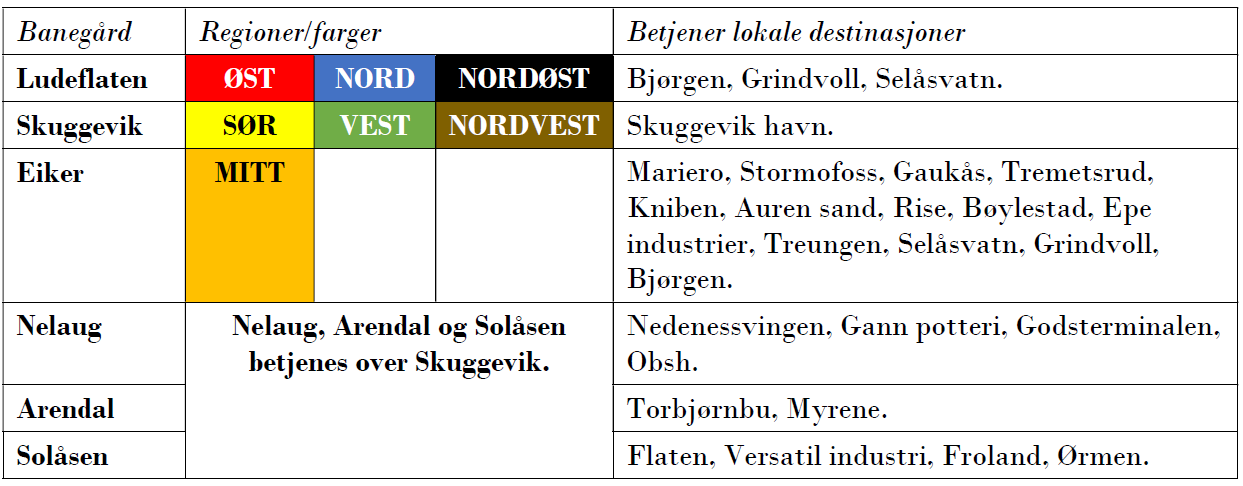 Banegård Regioner/farger Betjener lokale destinasjoner
Ludeflaten ØST NORD NORDØST Bjørgen, Grindvoll, Selåsvatn.
Skuggevik SØR VEST NORDVEST Skuggevik havn.
Eiker MITT Mariero, Stormofoss, Gaukås, Tremetsrud,
Kniben, Auren sand, Rise, Bøylestad, Epe
industrier, Treungen, Selåsvatn, Grindvoll,
Bjørgen.
Nelaug Nelaug, Arendal og Solåsen Nedenessvingen, Gann potteri, Godsterminalen,
betjenes over Skuggevik. Obsh.
Arendal Torbjørnbu, Myrene.
Solåsen Flaten, Versatil industri, Froland, Ørmen.